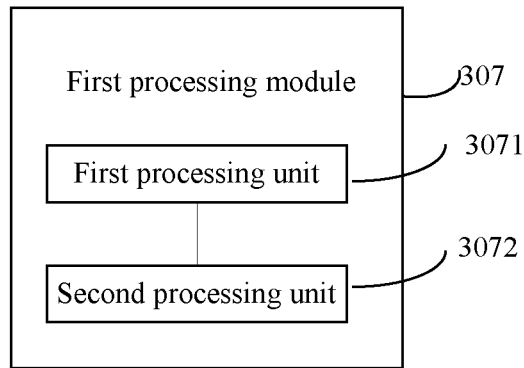 First processing module
307
3071
First processing unit
3072
Second processing unit